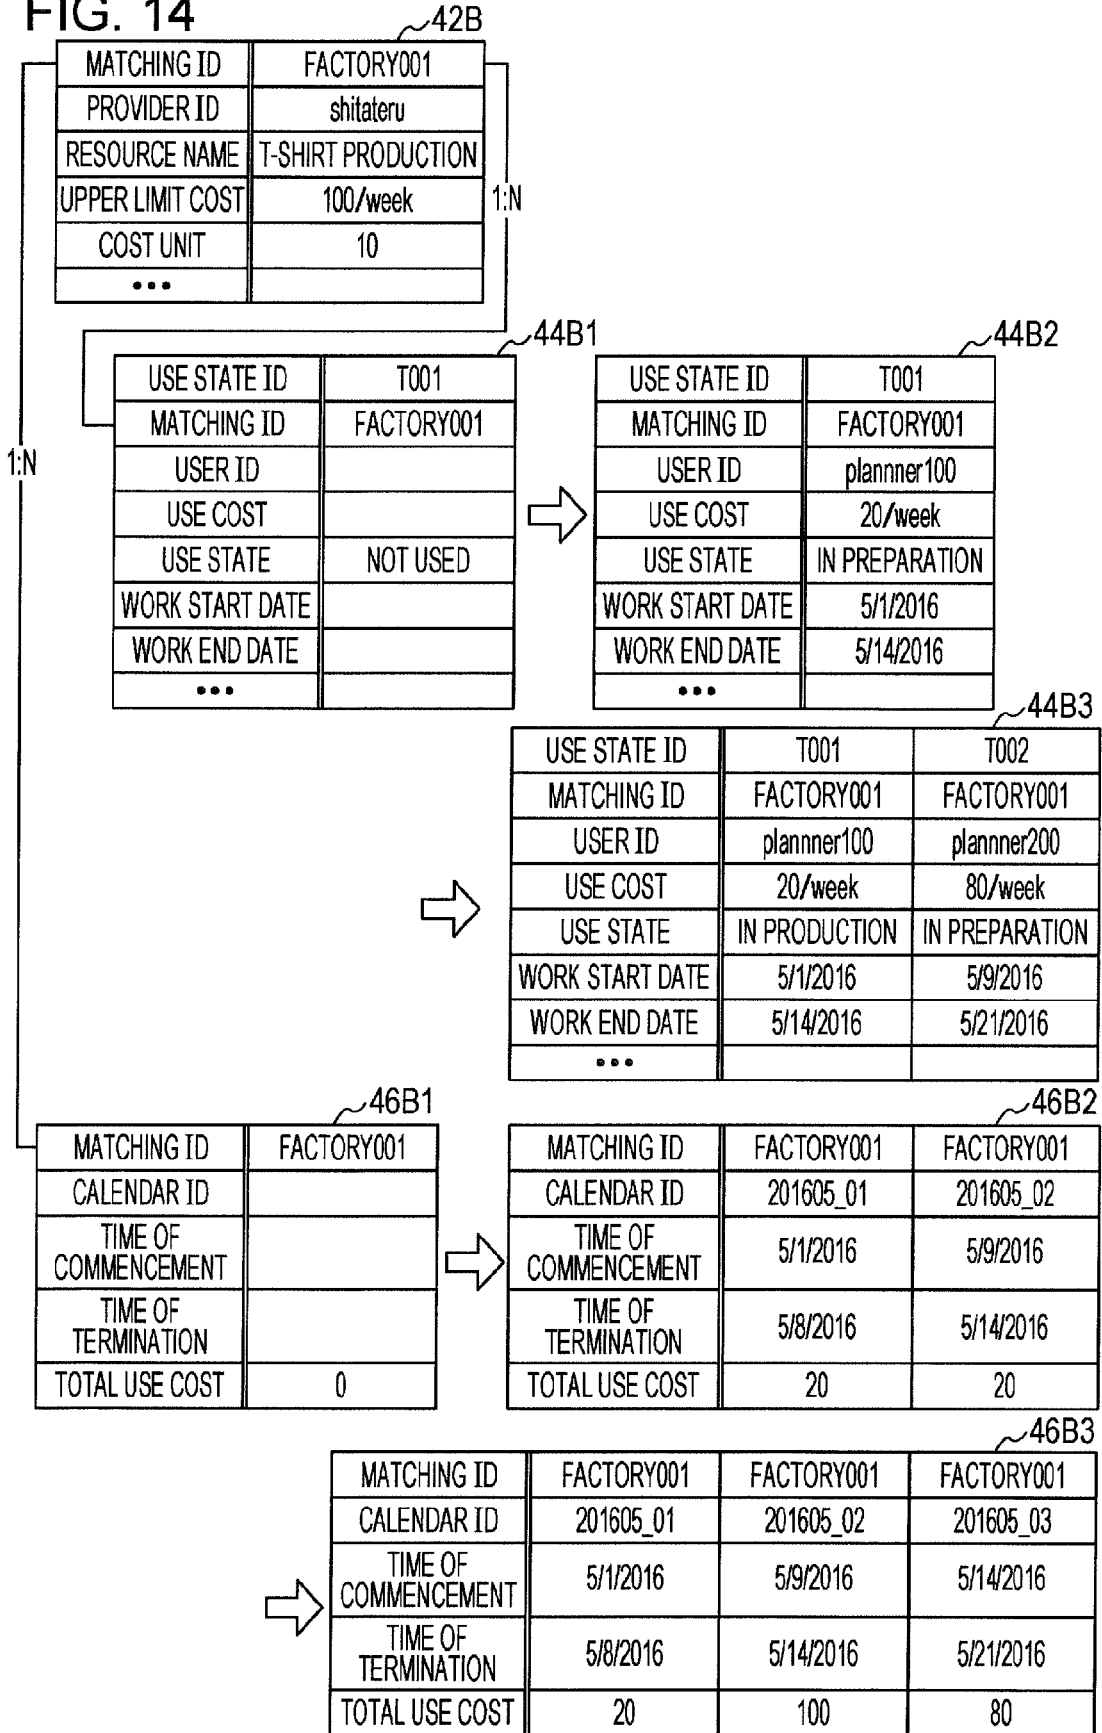 FIG. 14
42B
MATCHING ID FACTORY001
PROVIDER ID shitateru
RESOURCE NAME T-SHIRT PRODUCTION
UPPER LIMIT COST 100/week
COST UNIT 10
•••
1:N
1:N
44B1
USE STATE ID T001
MATCHING ID FACTORY001
USER ID
USE COST
USE STATE NOT USED
WORK START DATE
WORK END DATE
•••
44B2
USE STATE ID T001
MATCHING ID FACTORY001
USER ID plannner100
USE COST 20/week
USE STATE IN PREPARATION
WORK START DATE 5/1/2016
WORK END DATE 5/14/2016
•••
44B3
USE STATE ID T001 T002
MATCHING ID FACTORY001 FACTORY001
USER ID plannner100 plannner200
USE COST 20/week 80/week
USE STATE IN PRODUCTION IN PREPARATION
WORK START DATE 5/1/2016 5/9/2016
WORK END DATE 5/14/2016 5/21/2016
•••
46B1
MATCHING ID FACTORY001
CALENDAR ID
TIME OF
COMMENCEMENT
TIME OF
TERMINATION
TOTAL USE COST 0
46B2
MATCHING ID FACTORY001 FACTORY001
CALENDAR ID 201605_01 201605_02
TIME OF
COMMENCEMENT 5/1/2016 5/9/2016
TIME OF
TERMINATION 5/8/2016 5/14/2016
TOTAL USE COST 20 20
46B3
MATCHING ID FACTORY001 FACTORY001 FACTORY001
CALENDAR ID 201605_01 201605_02 201605_03
TIME OF
COMMENCEMENT 5/1/2016 5/9/2016 5/14/2016
TIME OF
TERMINATION 5/8/2016 5/14/2016 5/21/2016
TOTAL USE COST 20 100 80